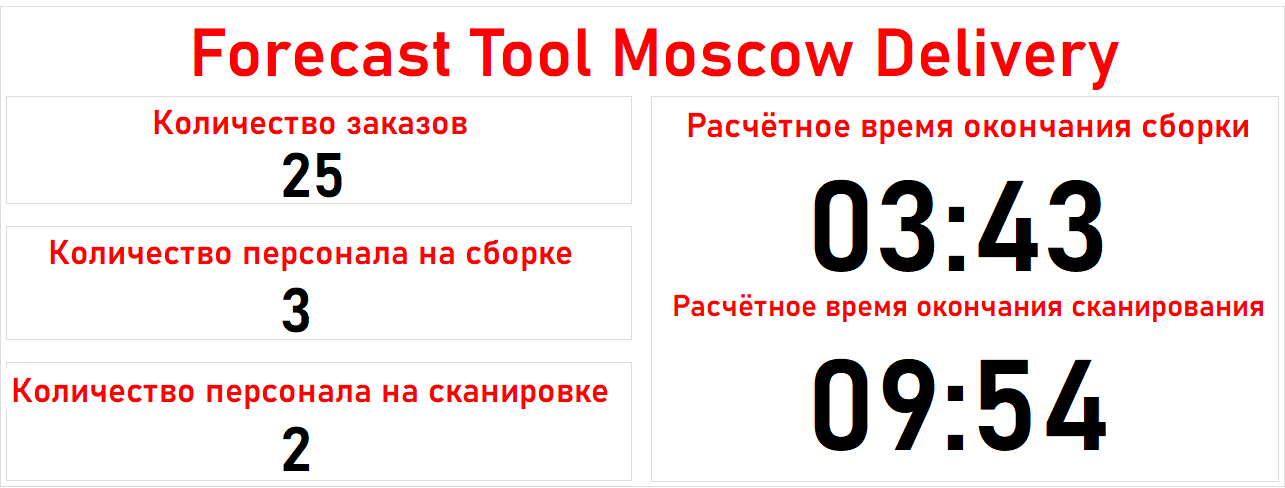 Forecast Tool Moscow Delivery
Количество заказов
25
Количество персонала на сборке
3
Количество персонала на сканировке
2
Расчётное время окончания сборки
03:43
Расчётное время окончания сканирования
09:54